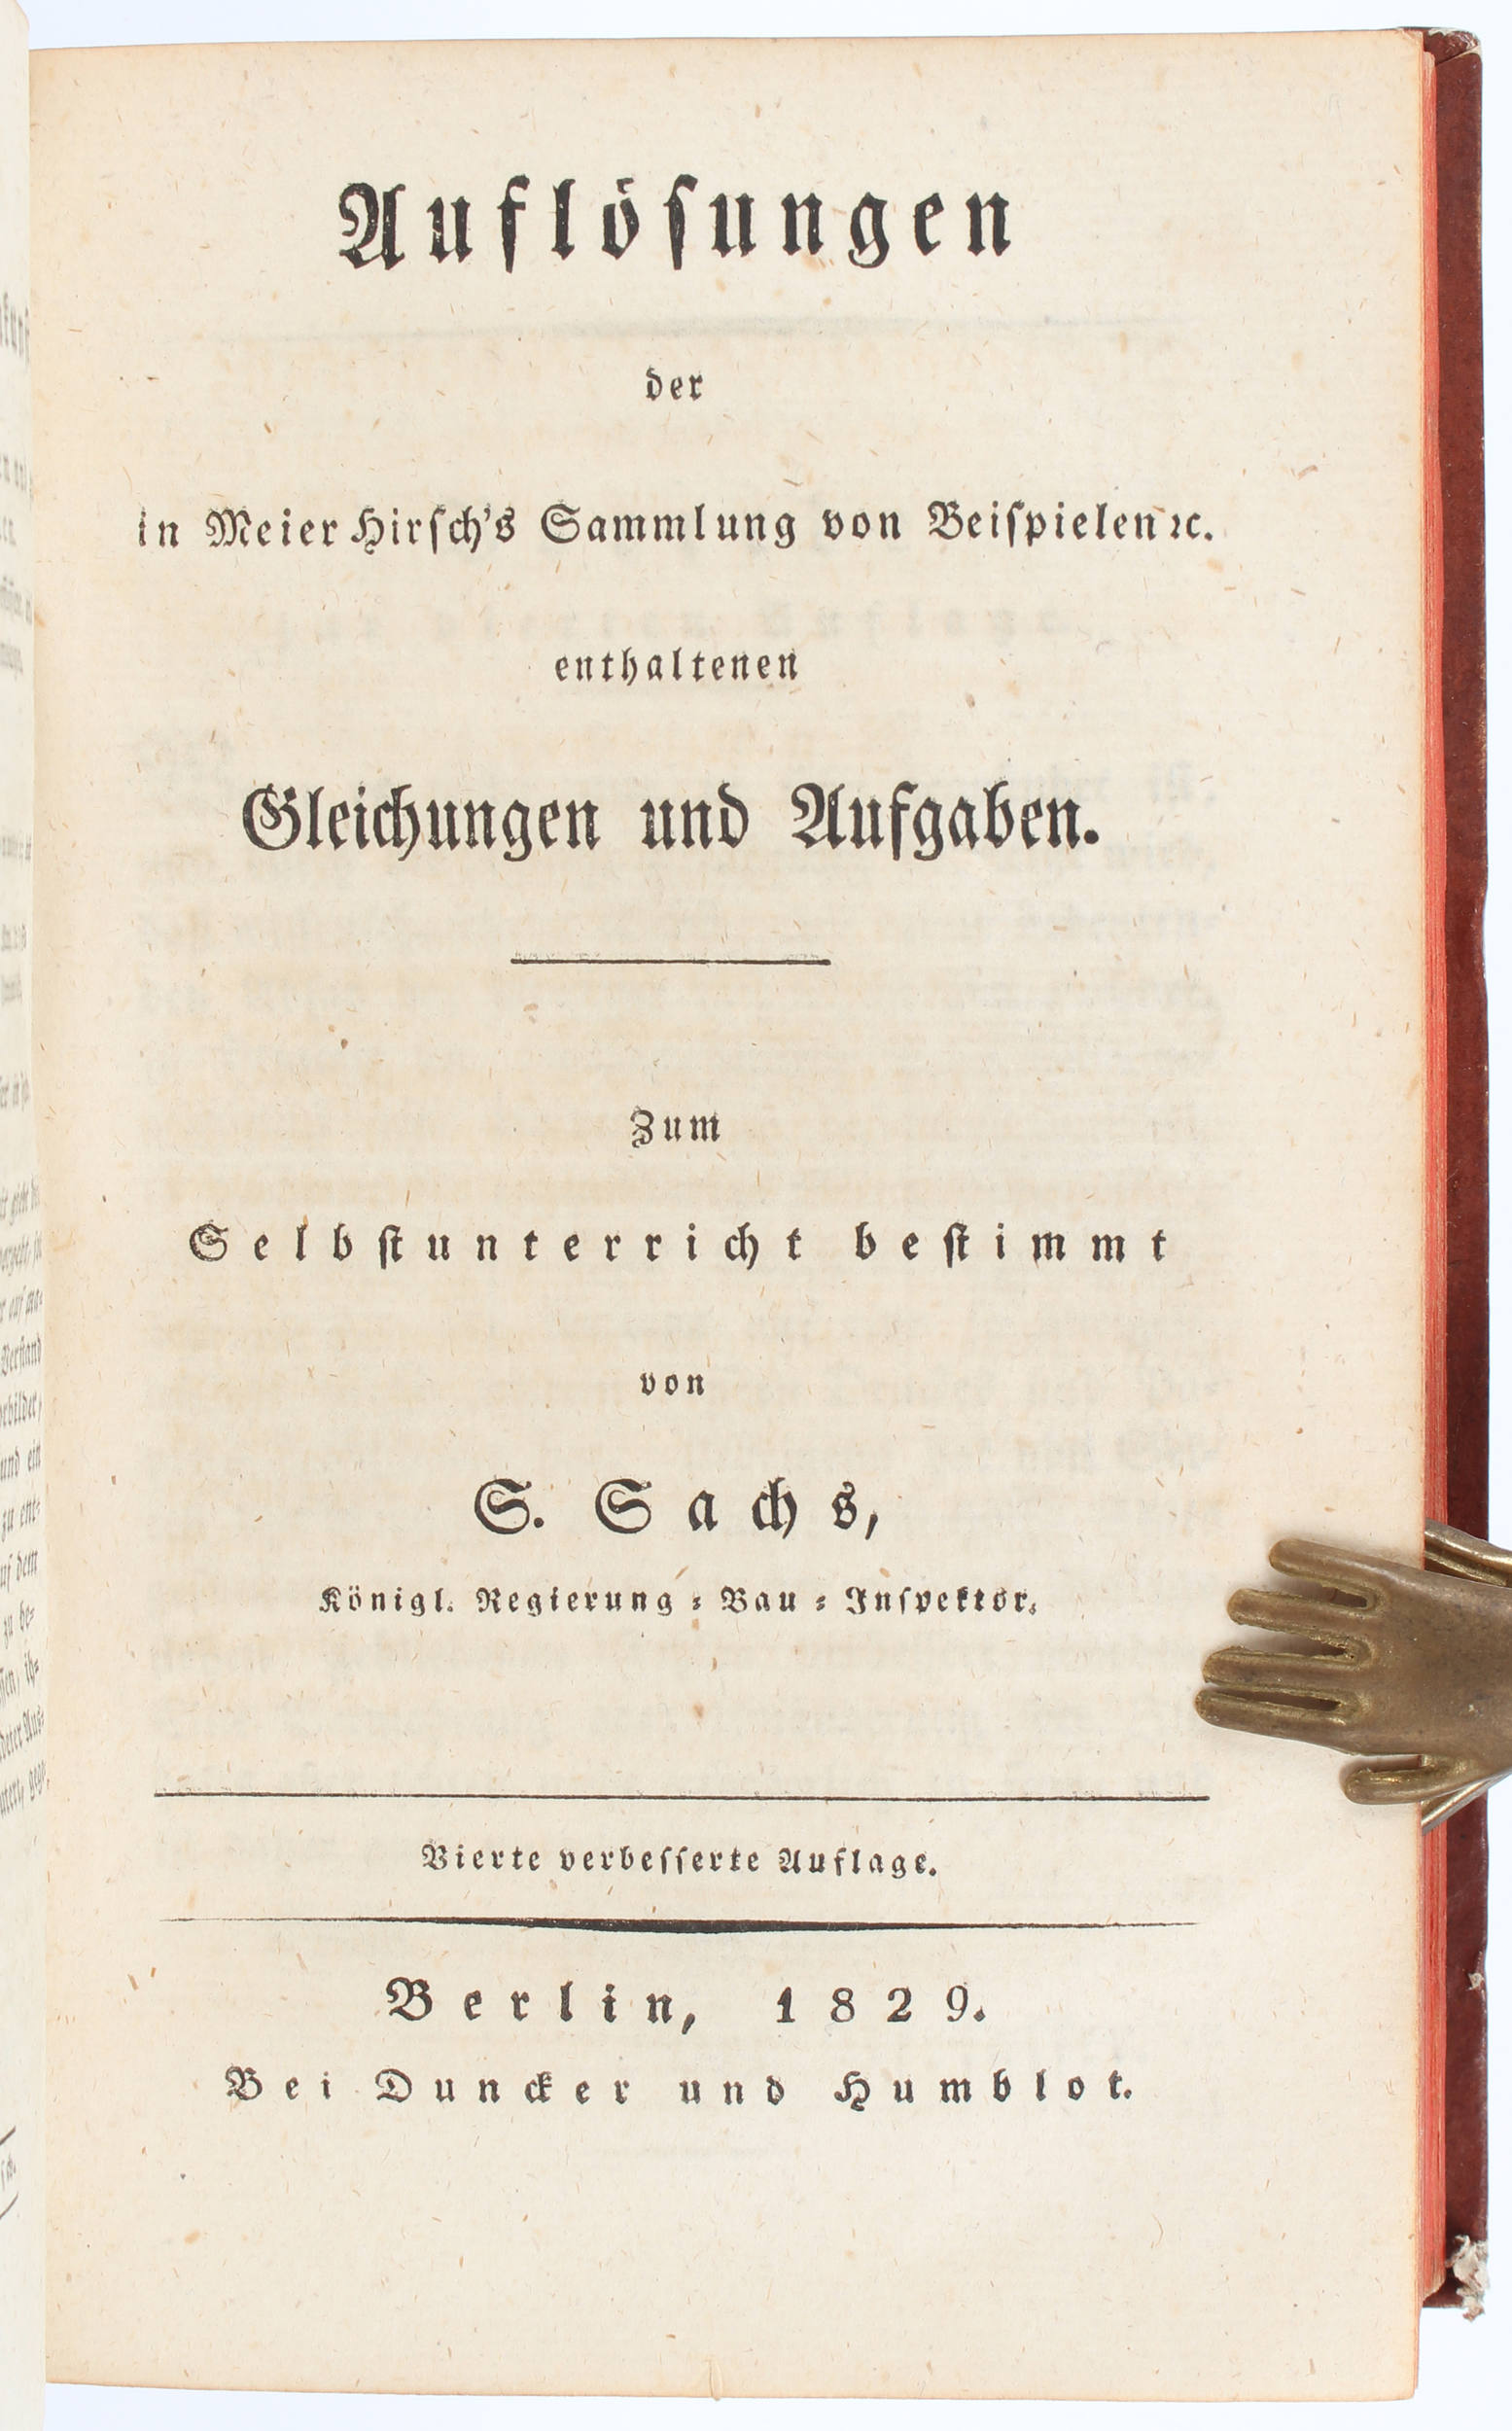 Auflösungen
der
in Meier Hirsch's Sammlung von Beispielen ꝛc.
enthaltenen
Gleichungen und Aufgaben.
Zum
Selbstunterricht bestimmt
von
S. Sachs,
Königl. Regierung-Bau-Inspektor.
Vierte verbesserte Auflage.
Berlin, 1829.
Bei Duncker und Humblot.